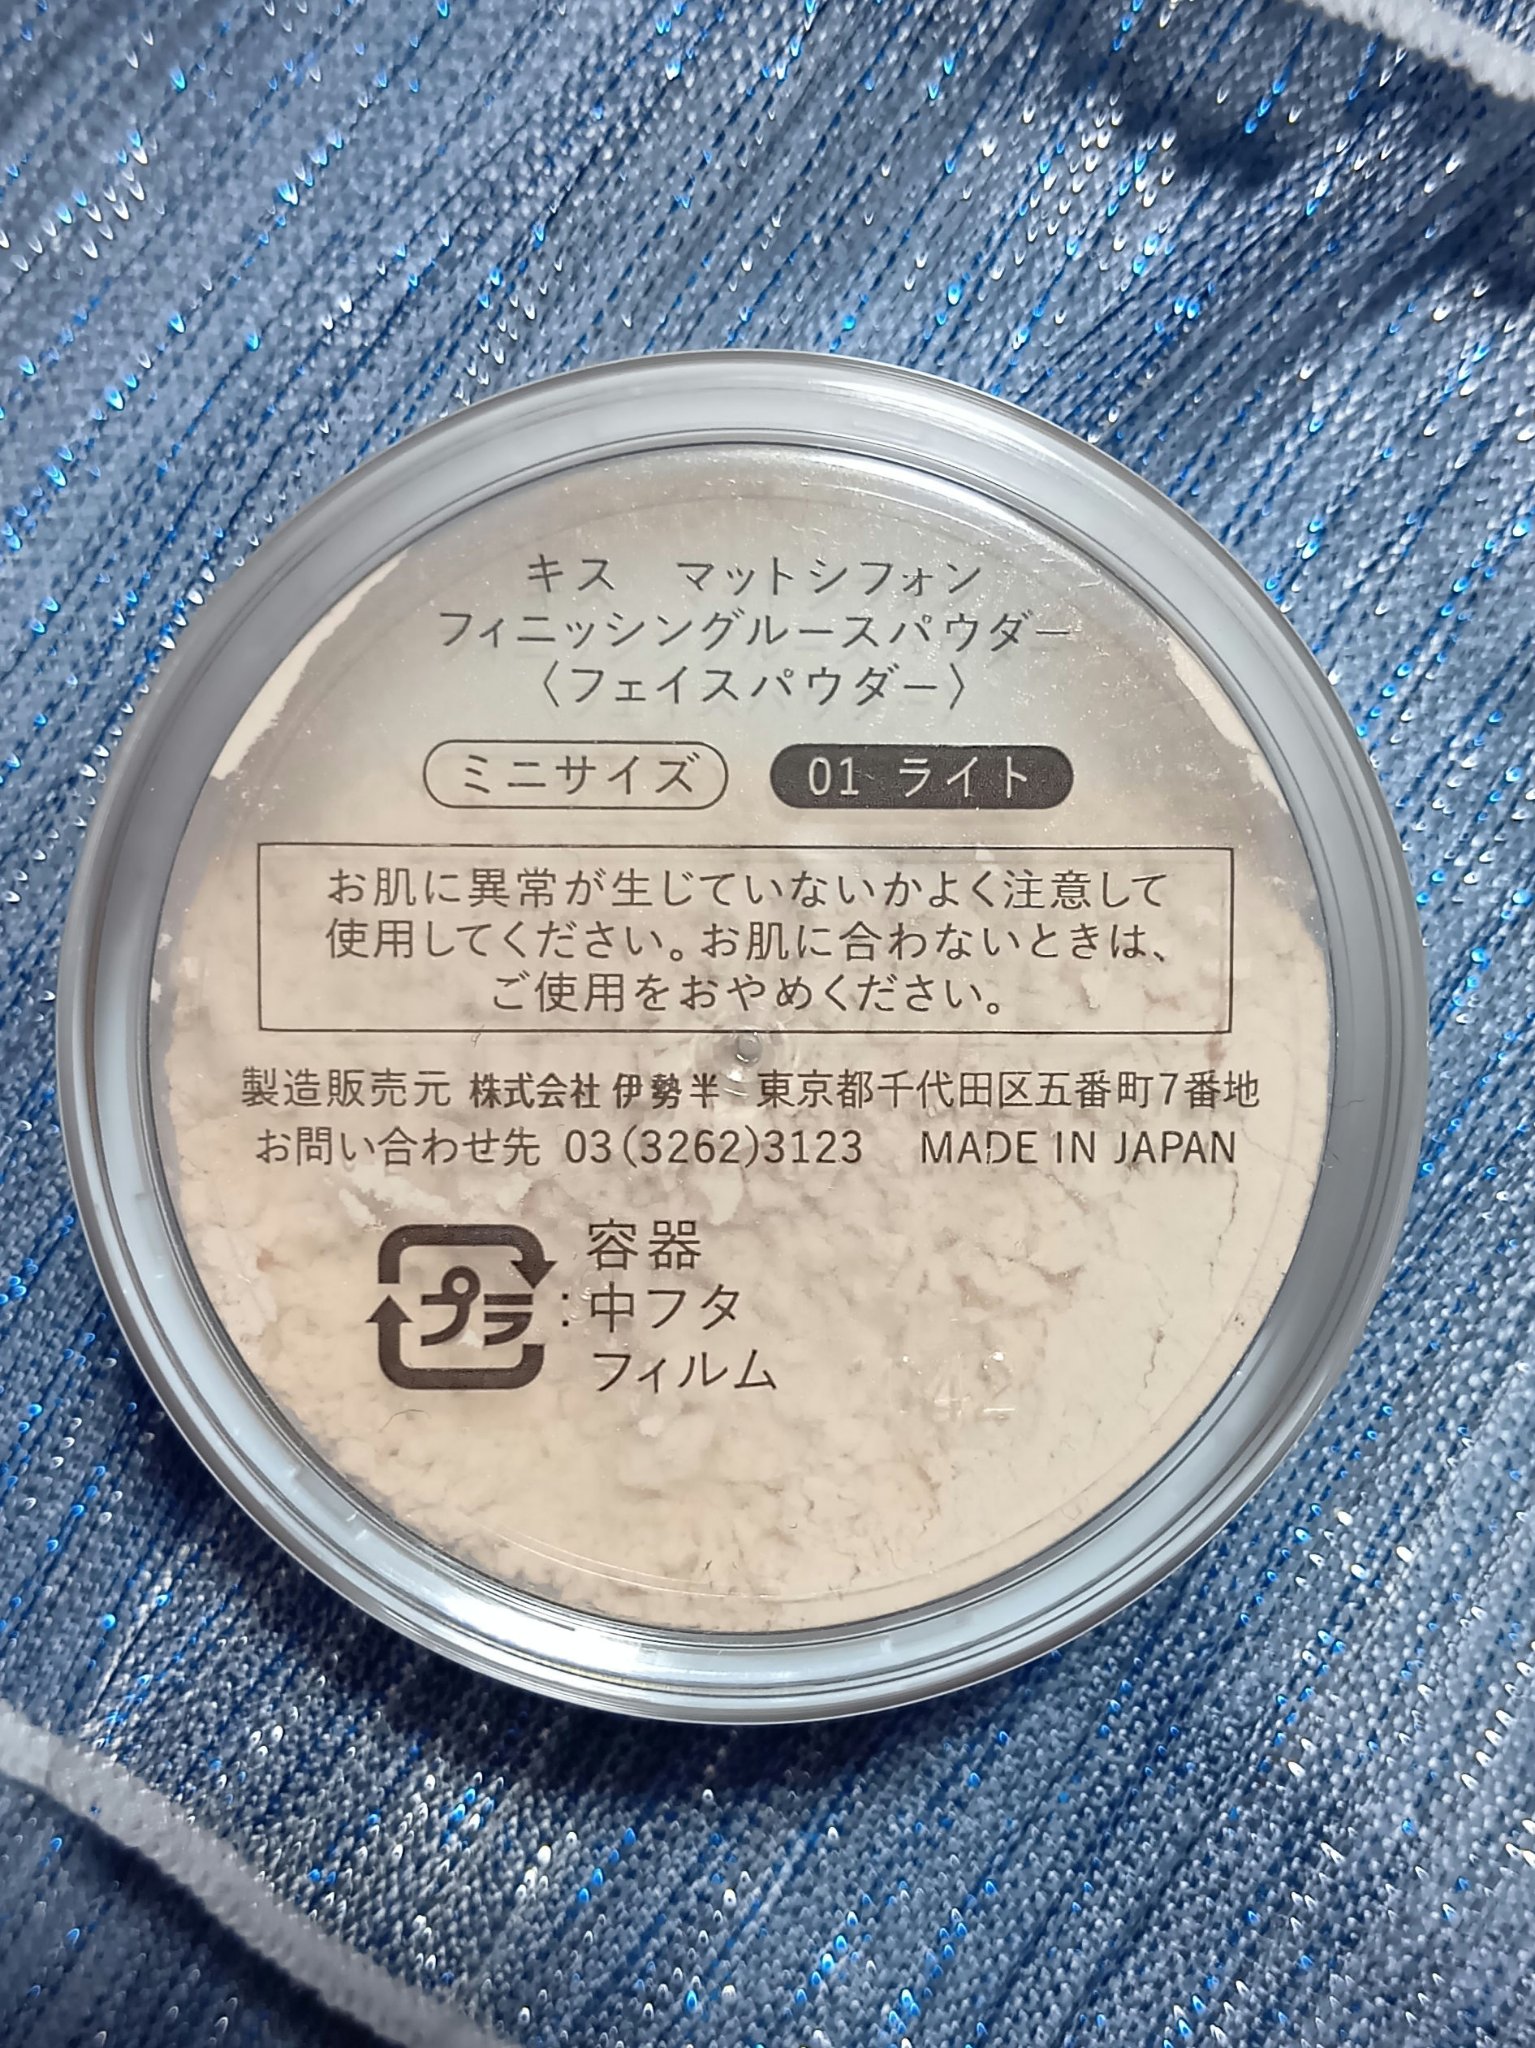 キス　マットシフォン
フィニッシングルースパウダー
〈フェイスパウダー〉
ミニサイズ　01 ライト
お肌に異常が生じていないかよく注意して
使用してください。お肌に合わないときは、
ご使用をおやめください。
製造販売元 株式会社 伊勢半　東京都千代田区五番町7番地
お問い合わせ先 03(3262)3123　MADE IN JAPAN
プラ : 容器
中フタ
フィルム